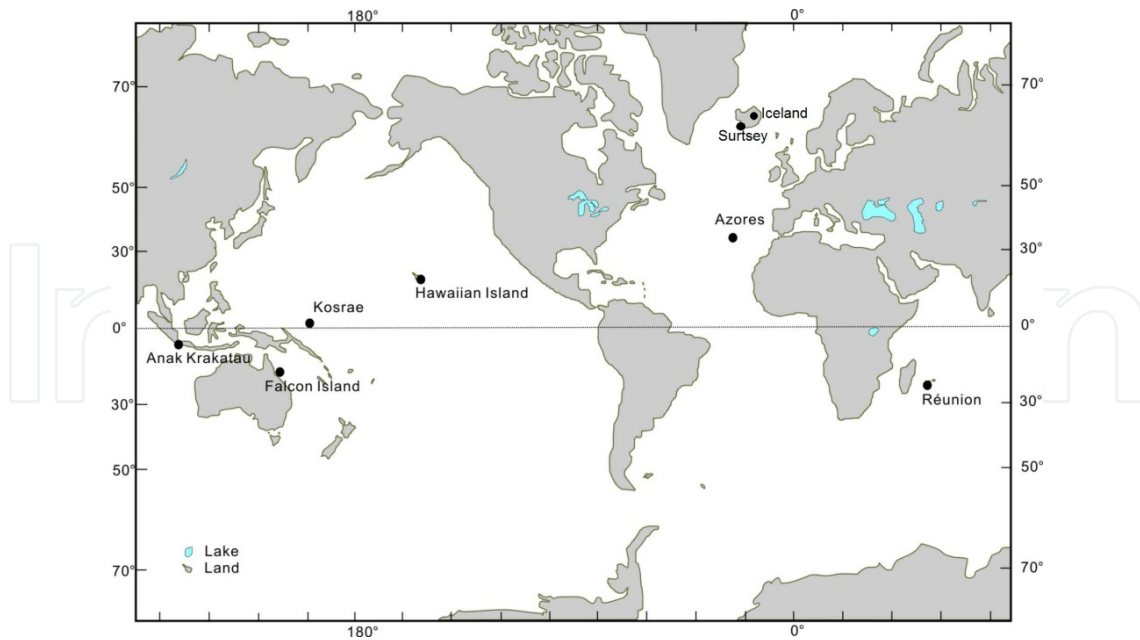 180°
0°
70°
70°
Iceland
Surtsey
50°
50°
Azores
30°
30°
Hawaiian Island
Kosrae
0°
0°
Anak Krakatau
Falcon Island
Réunion
30°
30°
50°
50°
Lake
Land
70°
70°
180°
0°